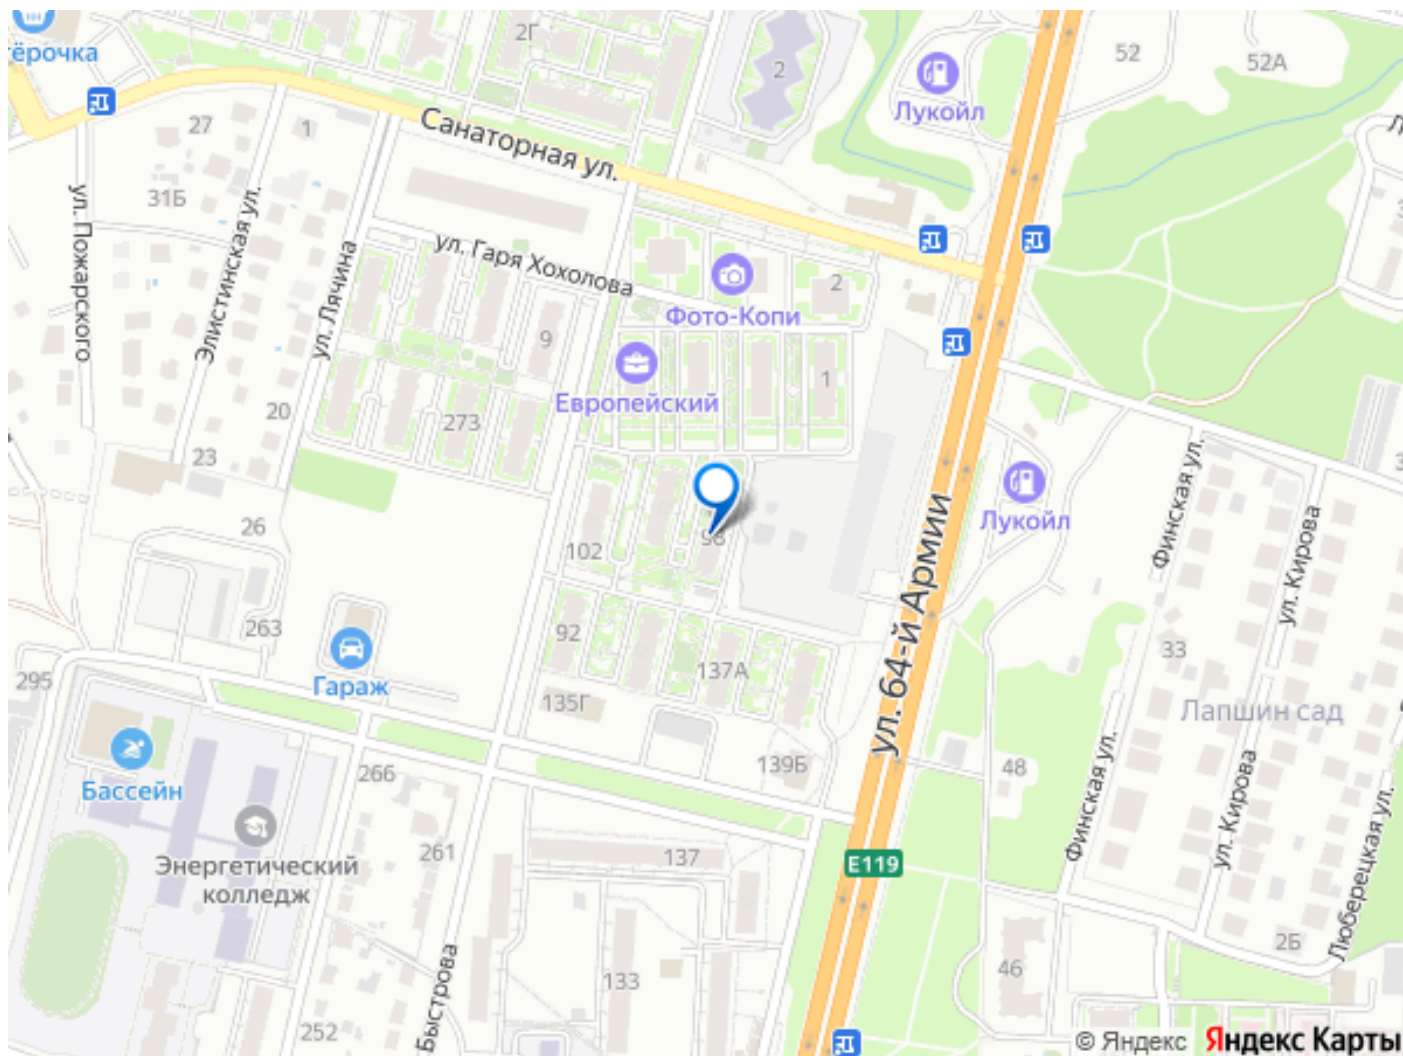 2Г
52
52А
тёрочка
2
Лукойл
27
1
Санаторная ул.
31Б
ул. Пожарского
Элистинская ул.
ул. Лячина
ул. Гаря Хохолова
2
Фото-Копи
9
1
Европейский
20
273
23
Финская ул.
Лукойл
26
98
102
ул. Кирова
ул. 64-й Армии
263
92
33
295
Гараж
137А
135Г
Лапшин сад
139Б
48
266
Бассейн
Финская ул.
ул. Кирова
Люберецкая ул.
Энергетический
колледж
261
137
E119
2Б
46
133
Быстрова
252
© Яндекс Яндекс Карты